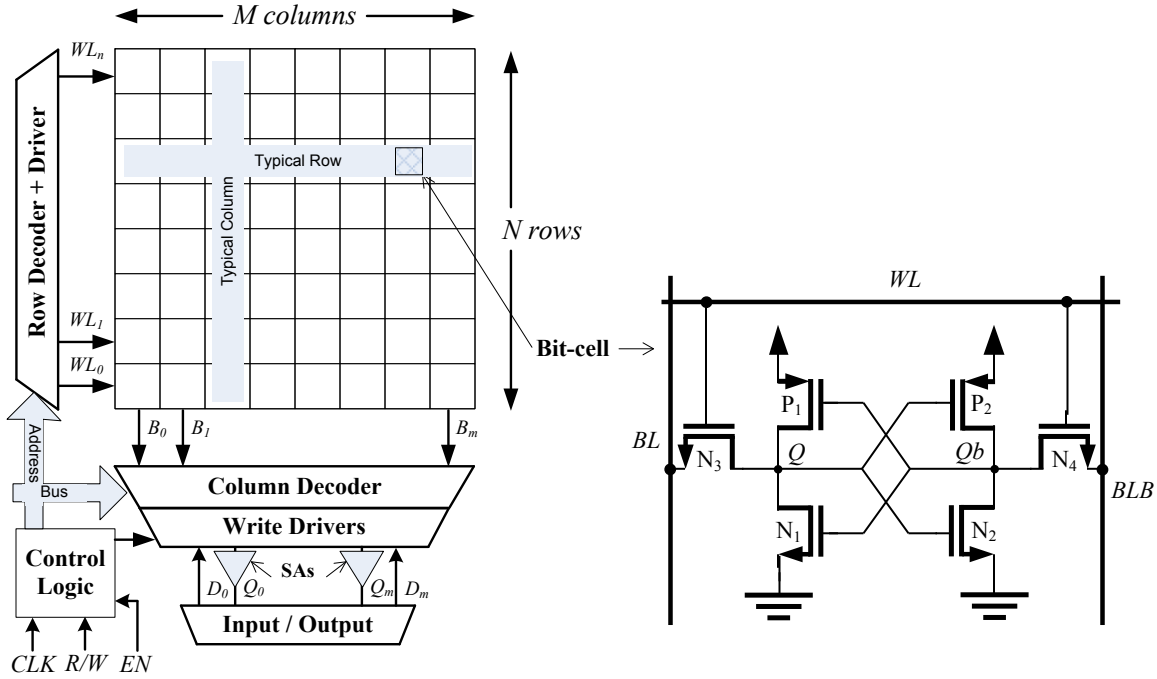 M columns
WLn
WL1
WL0
Row Decoder + Driver
Typical Row
Typical Column
N rows
Bit-cell
B0
B1
Bm
Address
Bus
Column Decoder
Write Drivers
SAs
D0
Q0
Qm
Dm
Input / Output
Control
Logic
CLK
R/W
EN
WL
P1
P2
BL
N3
Q
Qb
N4
BLB
N1
N2